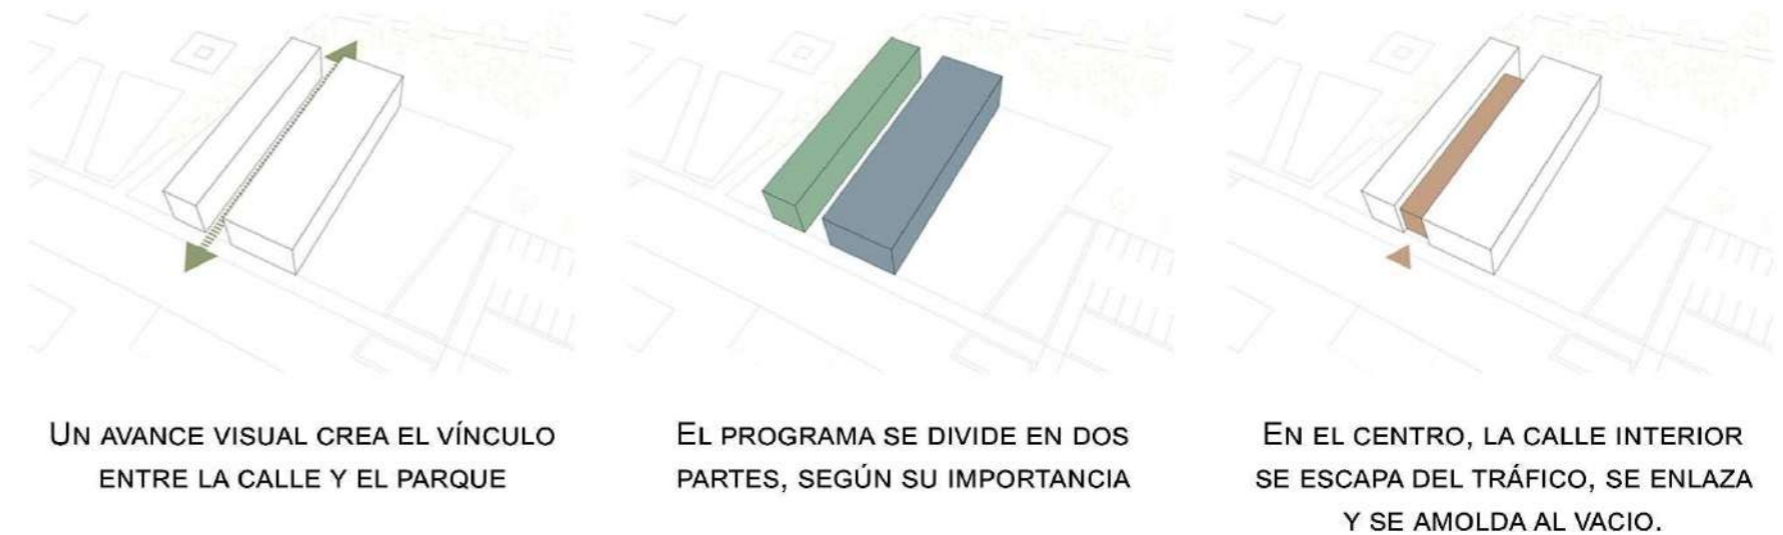 UN AVANCE VISUAL CREA EL VÍNCULO
ENTRE LA CALLE Y EL PARQUE
EL PROGRAMA SE DIVIDE EN DOS
PARTES, SEGÚN SU IMPORTANCIA
EN EL CENTRO, LA CALLE INTERIOR
SE ESCAPA DEL TRÁFICO, SE ENLAZA
Y SE AMOLDA AL VACIO.